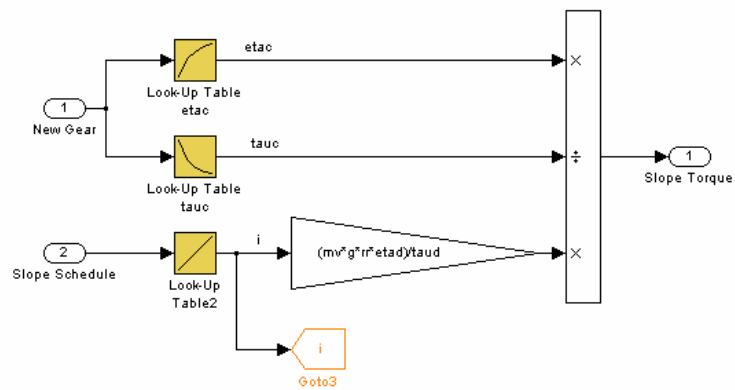 etac
×
Look-Up Table
etac
1
New Gear
tauc
÷
1
Slope Torque
Look-Up Table
tauc
i
2
(mv*g*rr*etad)/taud
×
Slope Schedule
Look-Up
Table2
i
Goto3